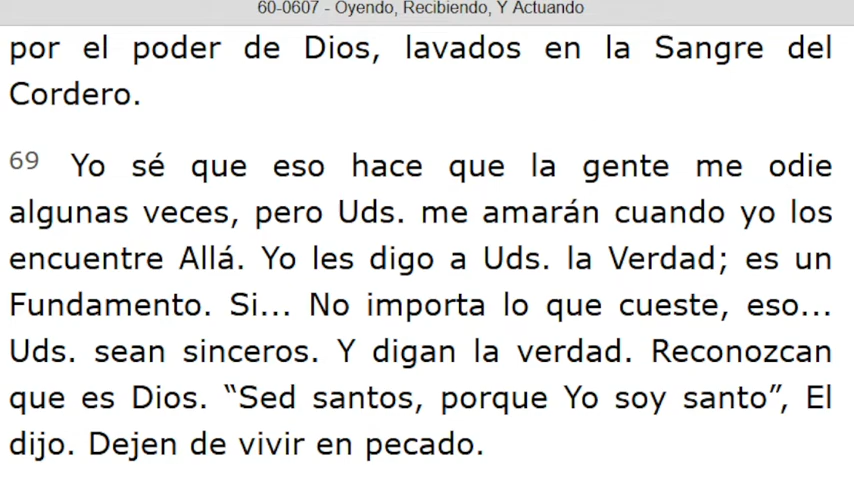 60-0607 - Oyendo, Recibiendo, Y Actuando
por el poder de Dios, lavados en la Sangre del
Cordero.
69 Yo sé que eso hace que la gente me odie
algunas veces, pero Uds. me amarán cuando yo los
encuentre Allá. Yo les digo a Uds. la Verdad; es un
Fundamento. Si... No importa lo que cueste, eso...
Uds. sean sinceros. Y digan la verdad. Reconozcan
que es Dios. “Sed santos, porque Yo soy santo”, El
dijo. Dejen de vivir en pecado.